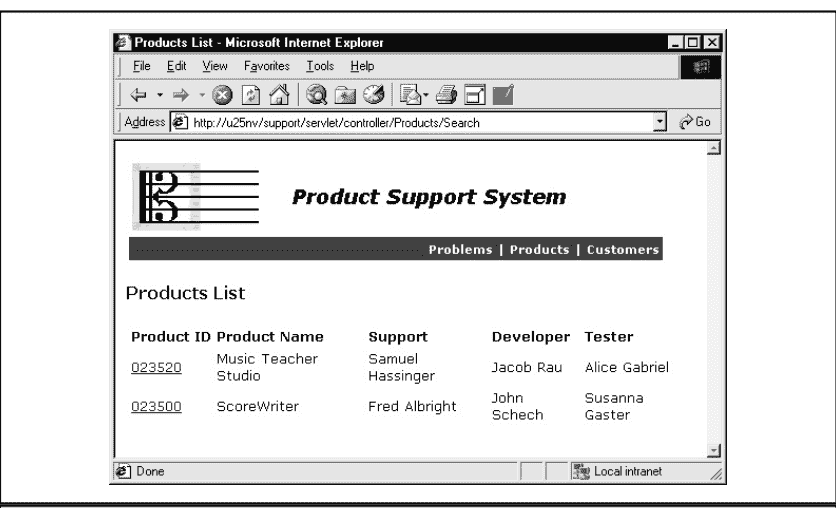 Products List - Microsoft Internet Explorer
File Edit View Favorites Tools Help
Address http://u25nv/support/servlet/controller/Products/Search Go
Product Support System
Problems | Products | Customers
Products List
Product ID Product Name Support Developer Tester
023520 Music Teacher Studio Samuel Hassinger Jacob Rau Alice Gabriel
023500 ScoreWriter Fred Albright John Schech Susanna Gaster
Done Local intranet